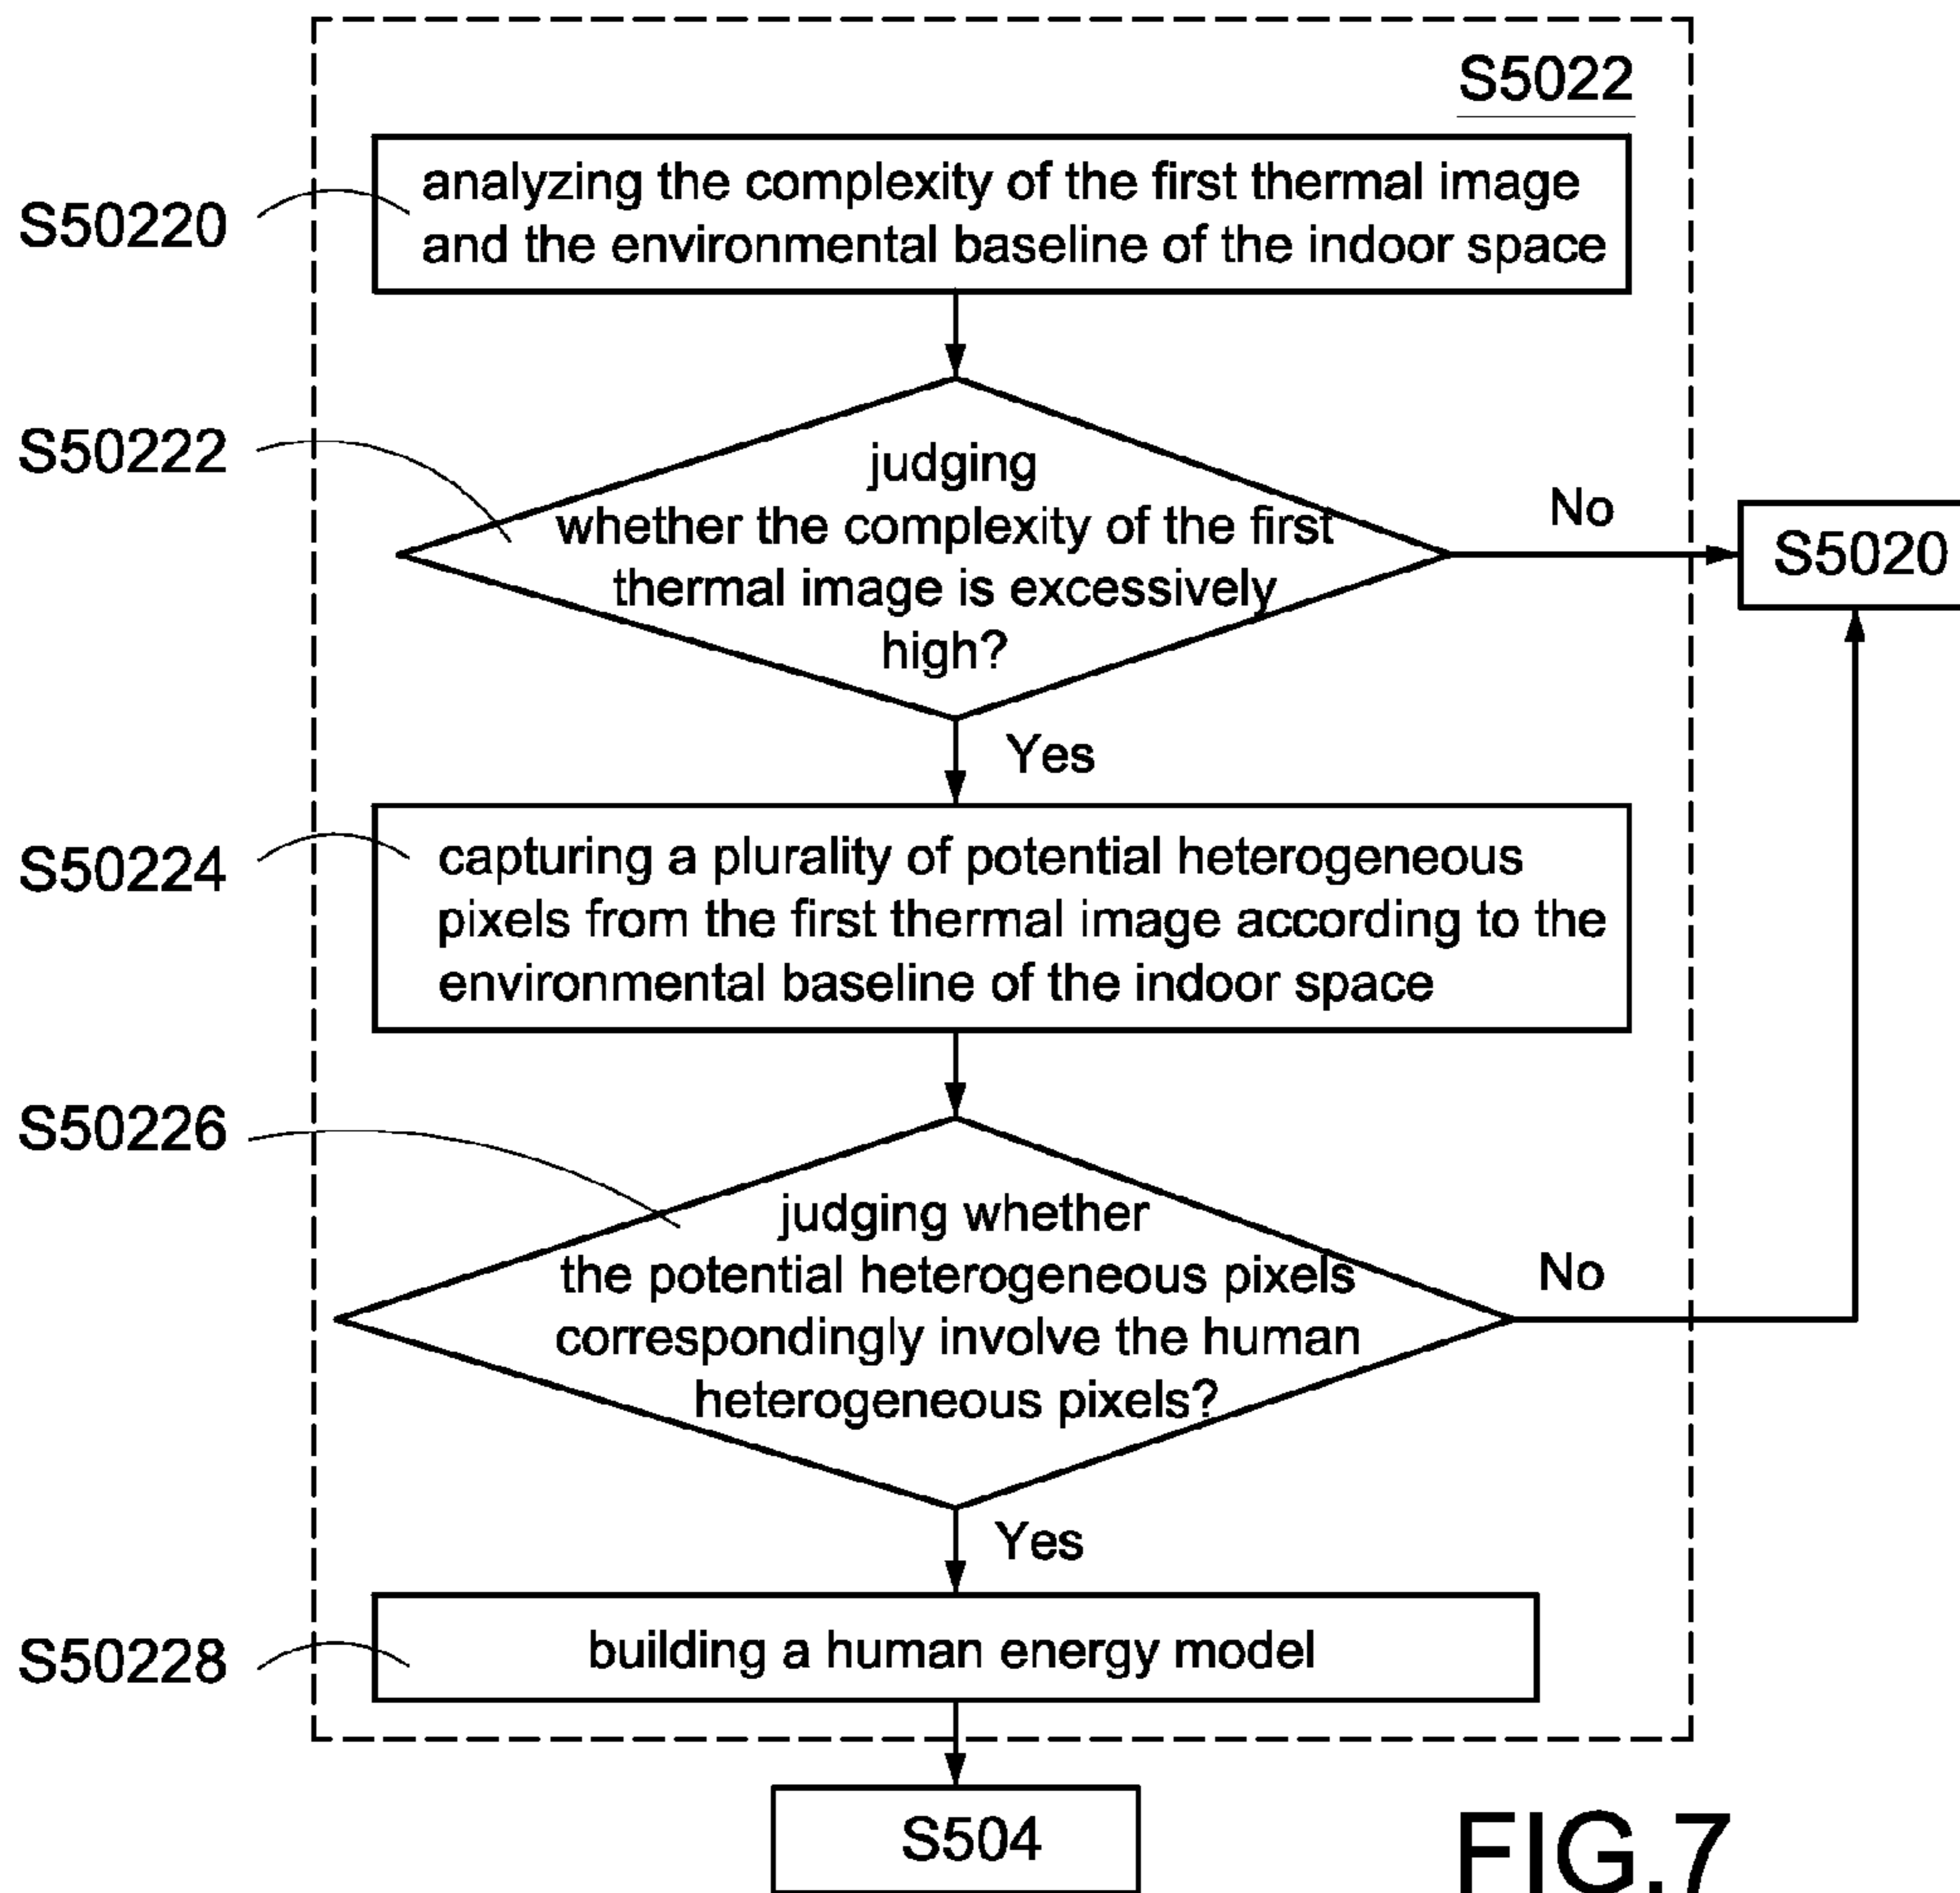 S5022
S50220
analyzing the complexity of the first thermal image
and the environmental baseline of the indoor space
S50222
judging
whether the complexity of the first
thermal image is excessively
high?
No
S5020
Yes
S50224
capturing a plurality of potential heterogeneous
pixels from the first thermal image according to the
environmental baseline of the indoor space
S50226
judging whether
the potential heterogeneous pixels
correspondingly involve the human
heterogeneous pixels?
No
Yes
S50228
building a human energy model
S504
FIG.7